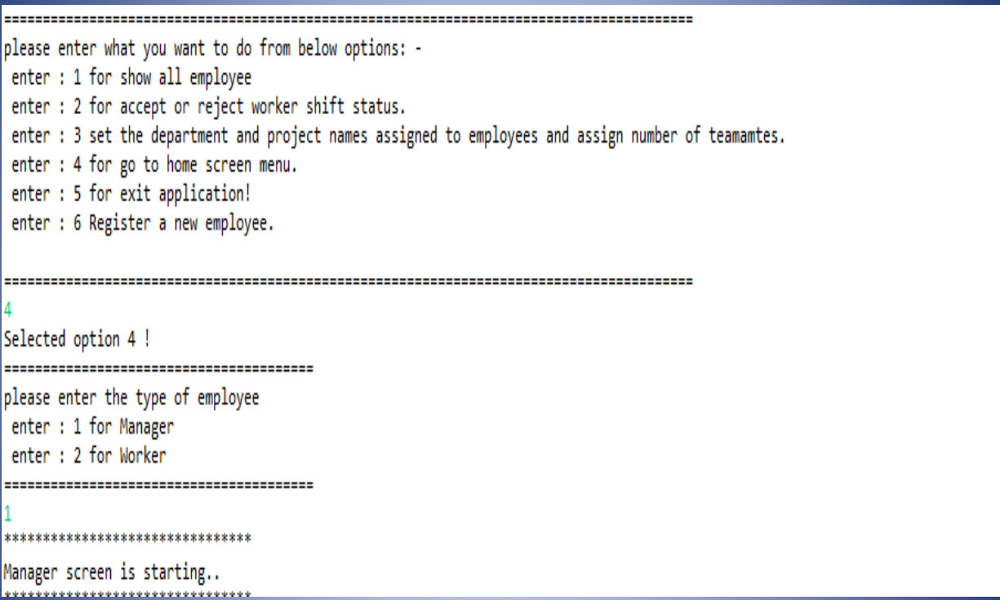 =========================================================================================
please enter what you want to do from below options: -
 enter : 1 for show all employee
 enter : 2 for accept or reject worker shift status.
 enter : 3 set the department and project names assigned to employees and assign number of teamamtes.
 enter : 4 for go to home screen menu.
 enter : 5 for exit application!
 enter : 6 Register a new employee.
=========================================================================================
4
Selected option 4 !
========================================
please enter the type of employee
 enter : 1 for Manager
 enter : 2 for Worker
========================================
1
********************************
Manager screen is starting..
********************************